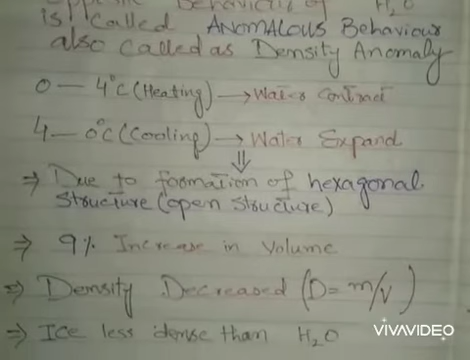 Behaviour of H₂O
is called ANOMALOUS Behaviour
also called as Density Anomaly
0 — 4°C (Heating) → Water Contract
4 — 0°C (Cooling) → Water Expand
⇓
⇒ Due to formation of hexagonal
structure (open structure)
⇒ 9% Increase in volume
⇒ Density Decreased (D = m/v)
⇒ Ice less dense than H₂O
VIVAVIDEO